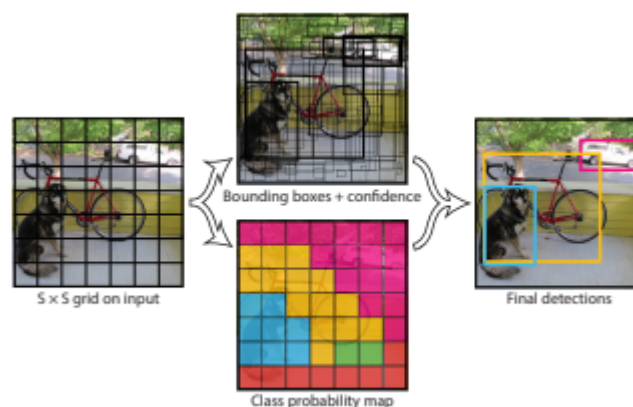 Bounding boxes + confidence
S × S grid on input
Final detections
Class probability map